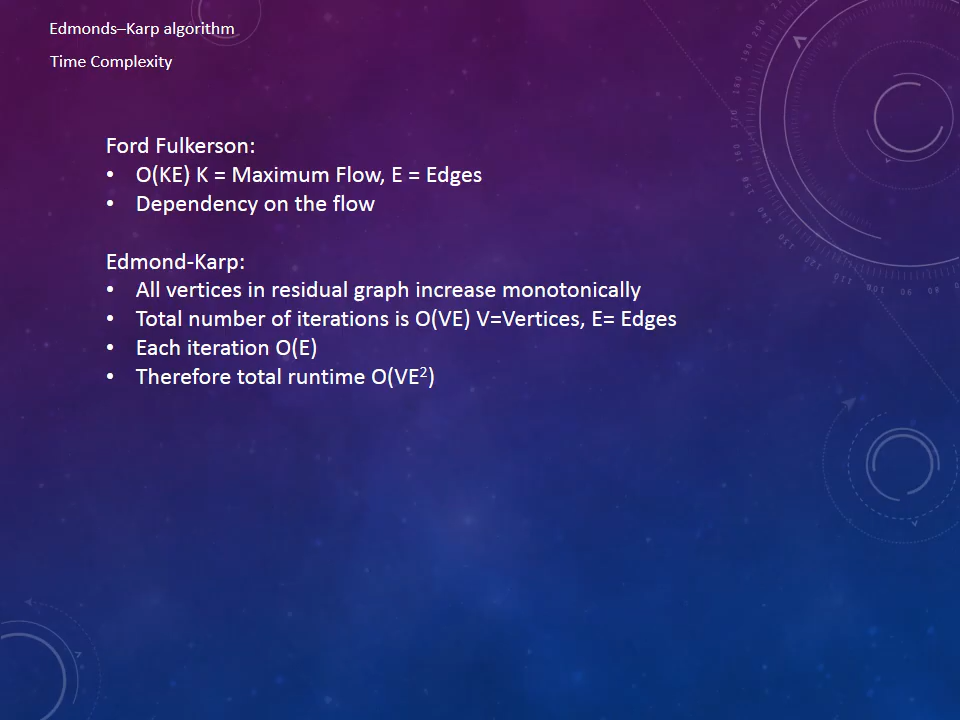 Edmonds–Karp algorithm
Time Complexity
Ford Fulkerson:
• O(KE) K = Maximum Flow, E = Edges
• Dependency on the flow
Edmond-Karp:
• All vertices in residual graph increase monotonically
• Total number of iterations is O(VE) V=Vertices, E= Edges
• Each iteration O(E)
• Therefore total runtime O(VE²)